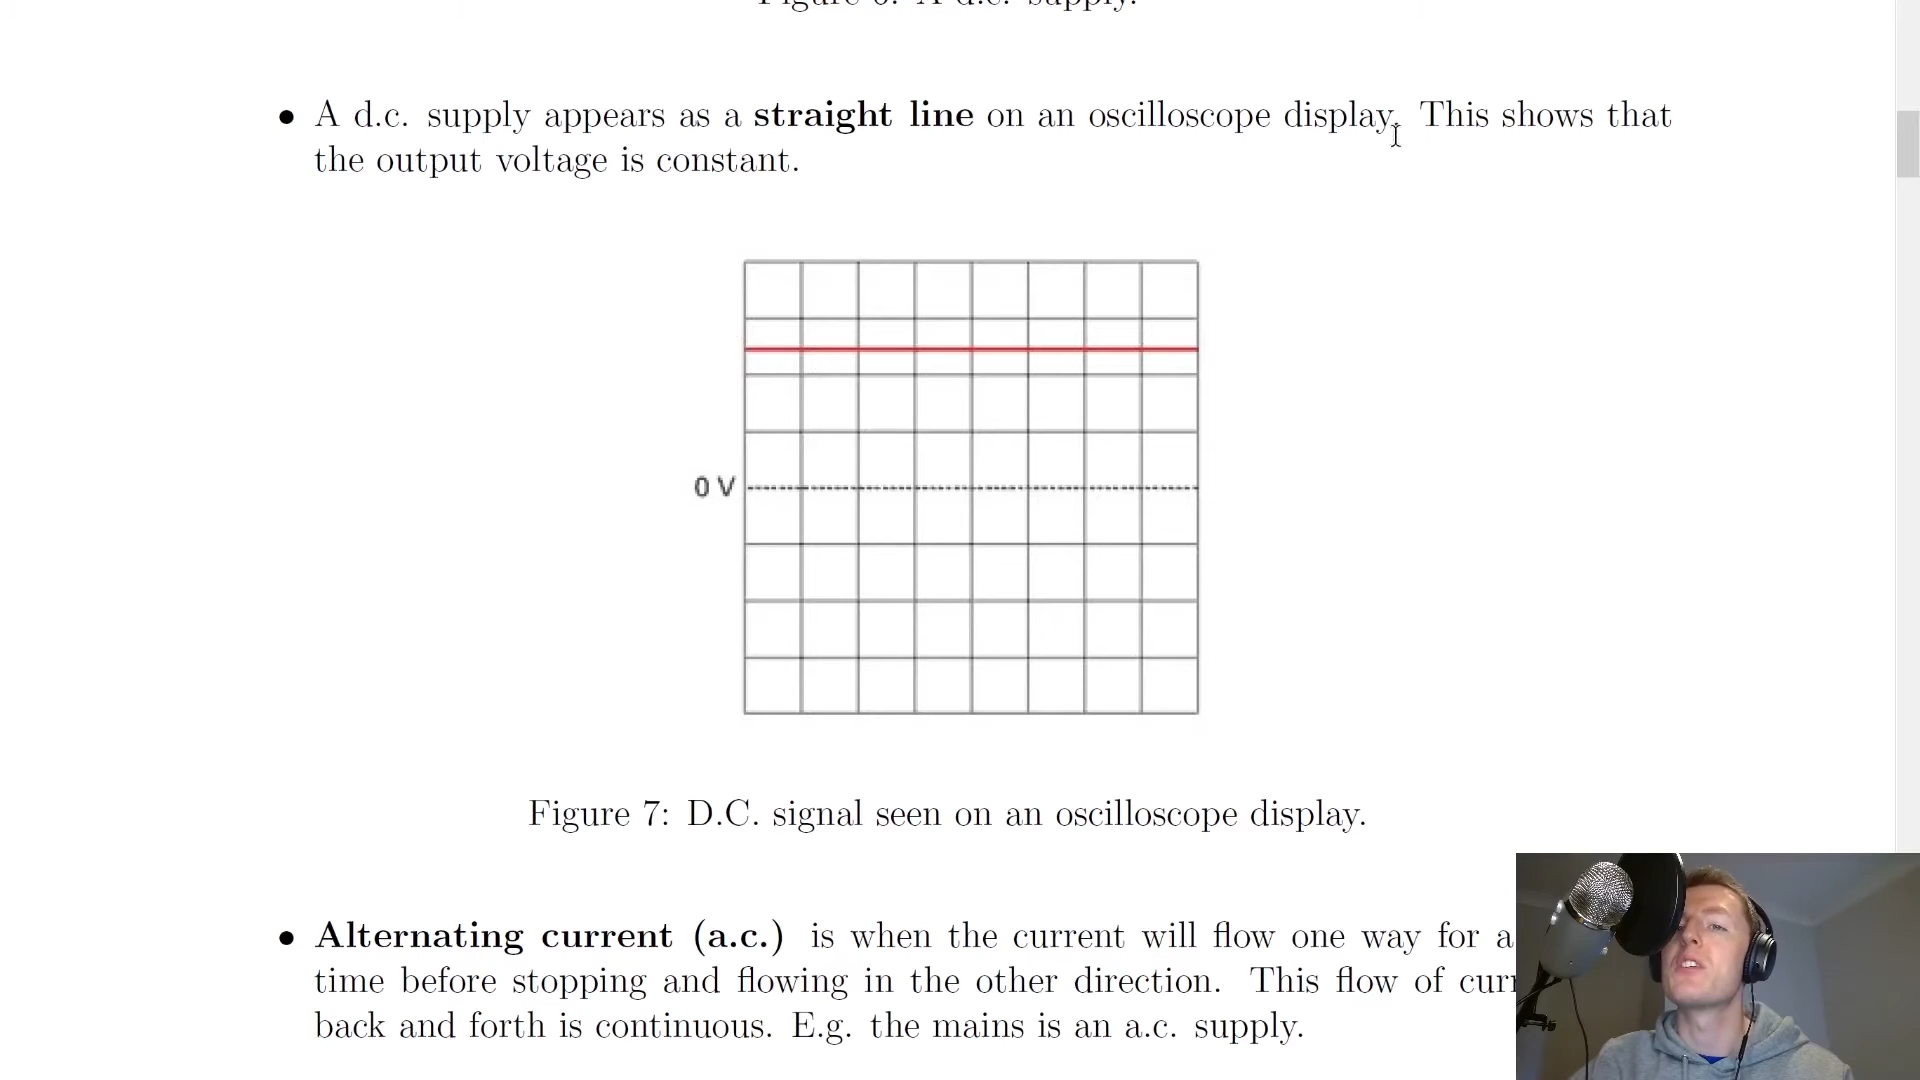 Figure 6: A d.c. supply.
• A d.c. supply appears as a straight line on an oscilloscope display. This shows that
the output voltage is constant.
0 V
Figure 7: D.C. signal seen on an oscilloscope display.
• Alternating current (a.c.) is when the current will flow one way for a
time before stopping and flowing in the other direction. This flow of
back and forth is continuous. E.g. the mains is an a.c. supply.